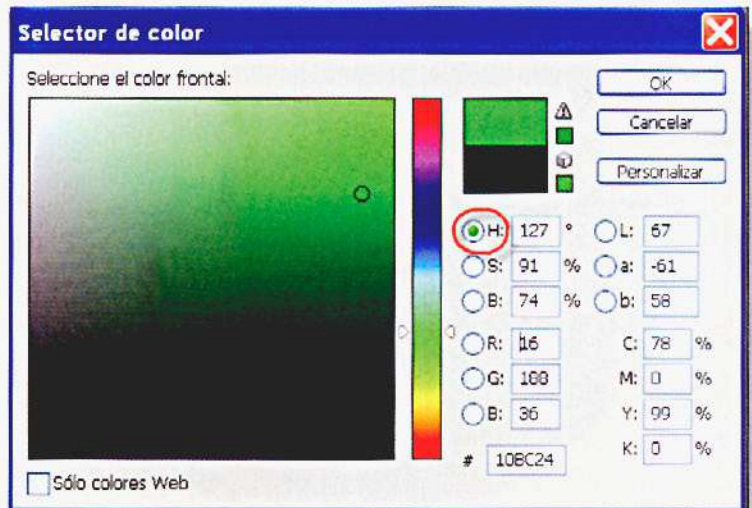 Selector de color
Seleccione el color frontal:
OK
Cancelar
Personalizar
H: 127 °
S: 91 %
B: 74 %
R: 16
G: 188
B: 36
# 10BC24
L: 67
a: -61
b: 58
C: 78 %
M: 0 %
Y: 99 %
K: 0 %
Sólo colores Web